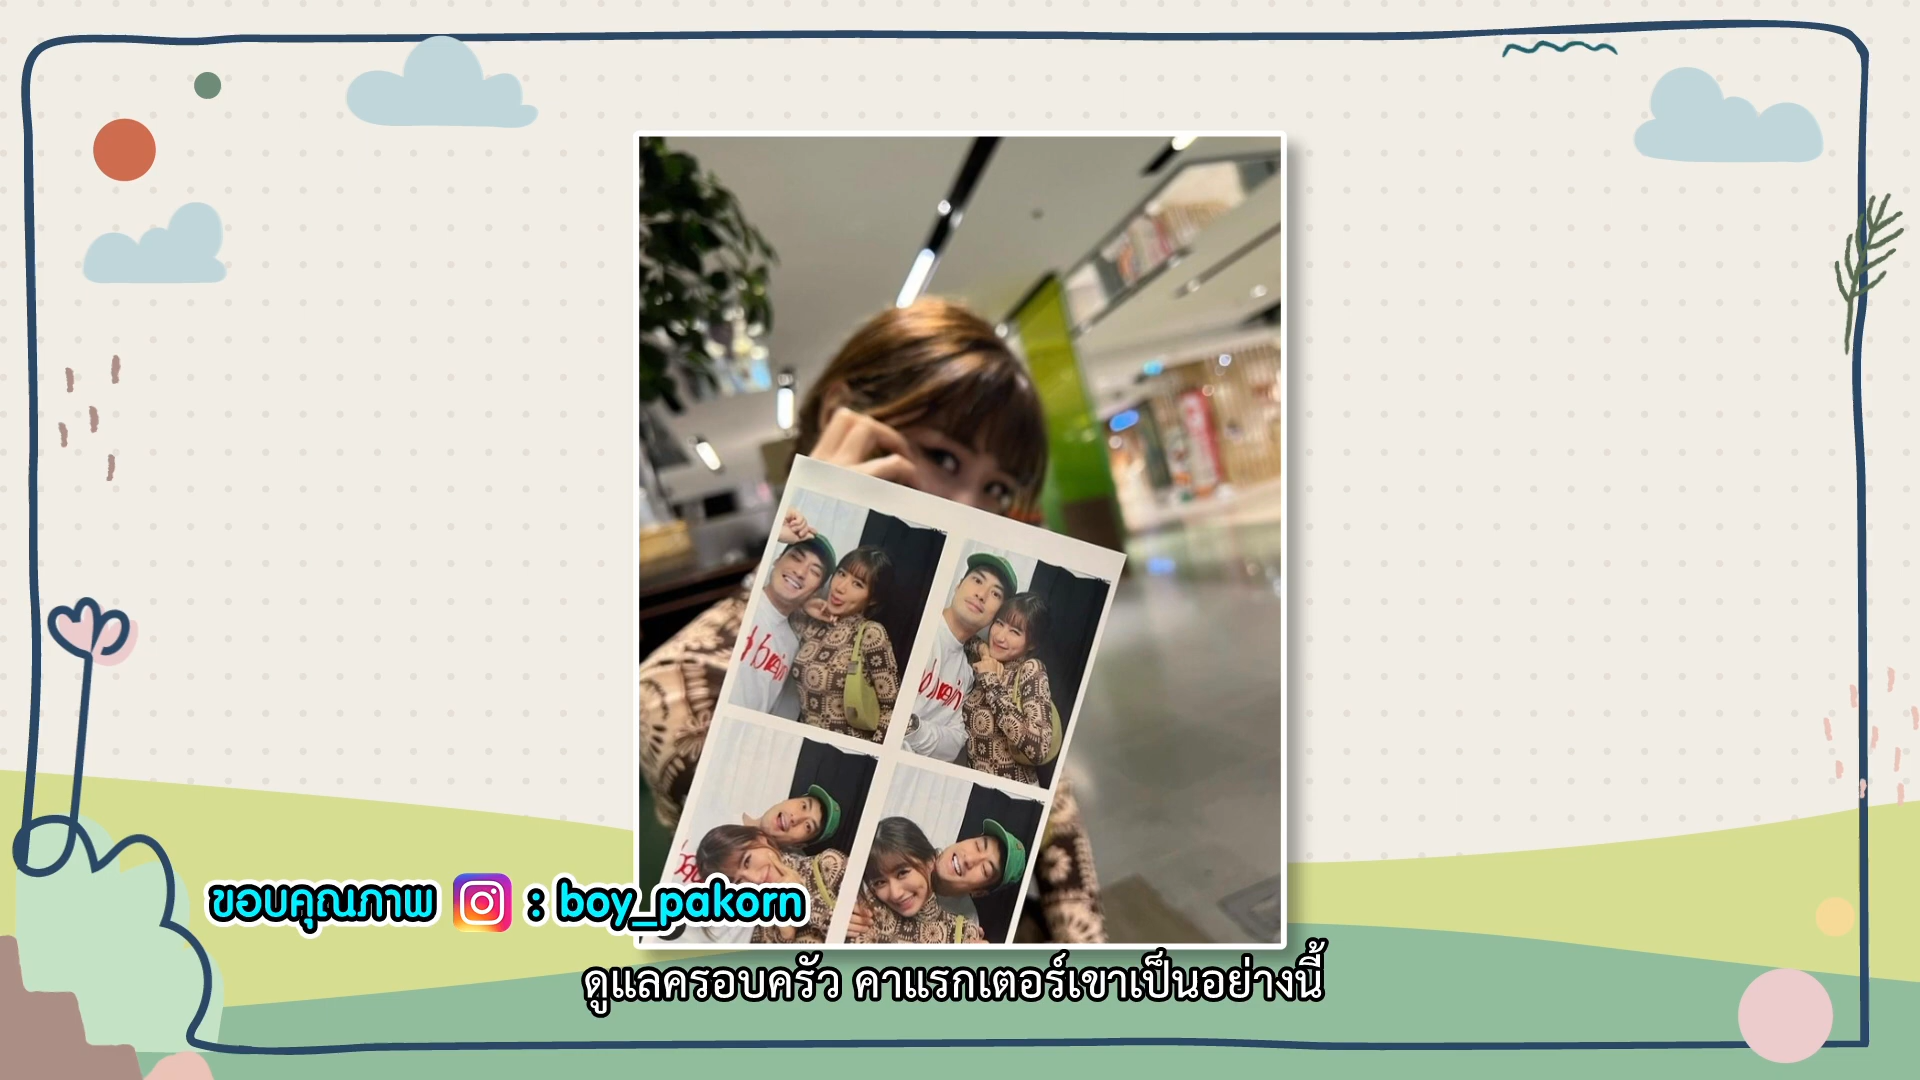 brain
brain
ขอบคุณภาพ : boy_pakorn
ดูแลครอบครัว คาแรกเตอร์เขาเป็นอย่างนี้